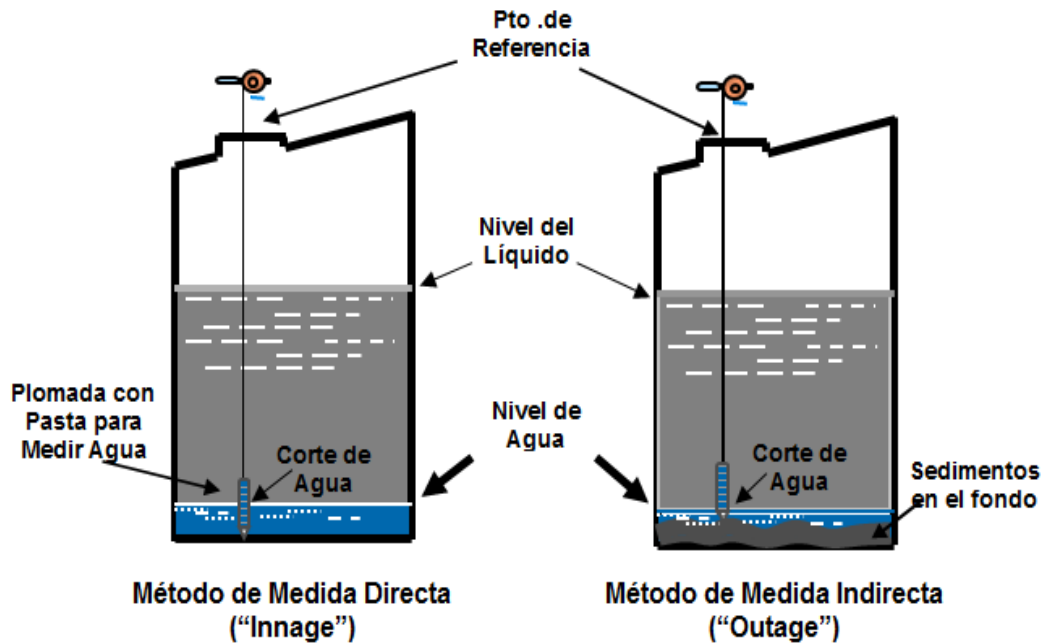 Pto .de
Referencia
Nivel del
Líquido
Plomada con
Pasta para
Medir Agua
Corte de
Agua
Nivel de
Agua
Corte de
Agua
Sedimentos
en el fondo
Método de Medida Directa
(“Innage”)
Método de Medida Indirecta
(“Outage”)